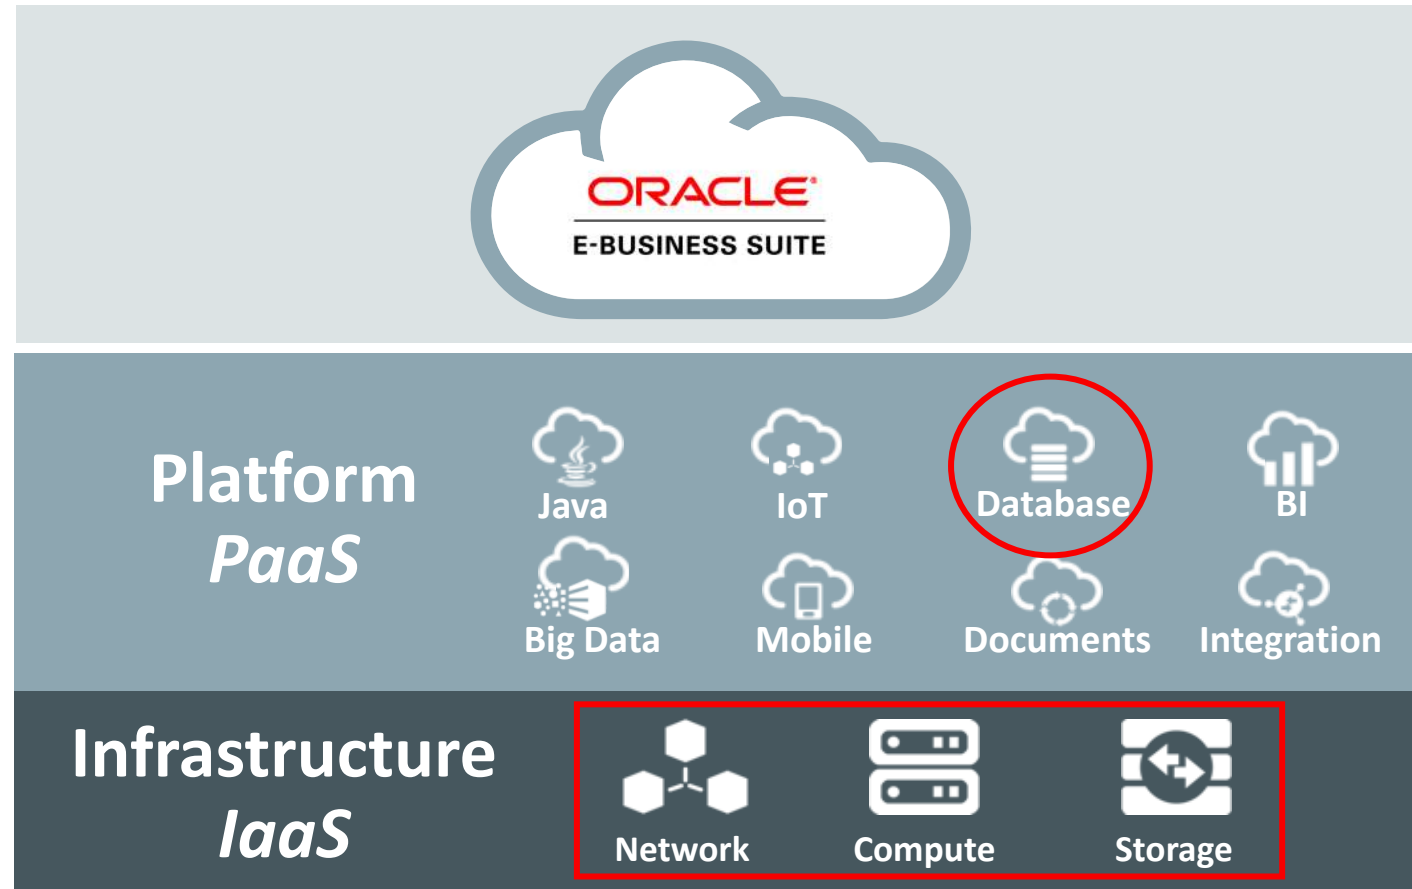 ORACLE
E-BUSINESS SUITE
Platform
PaaS
Java
IoT
Database
BI
Big Data
Mobile
Documents
Integration
Infrastructure
IaaS
Network
Compute
Storage